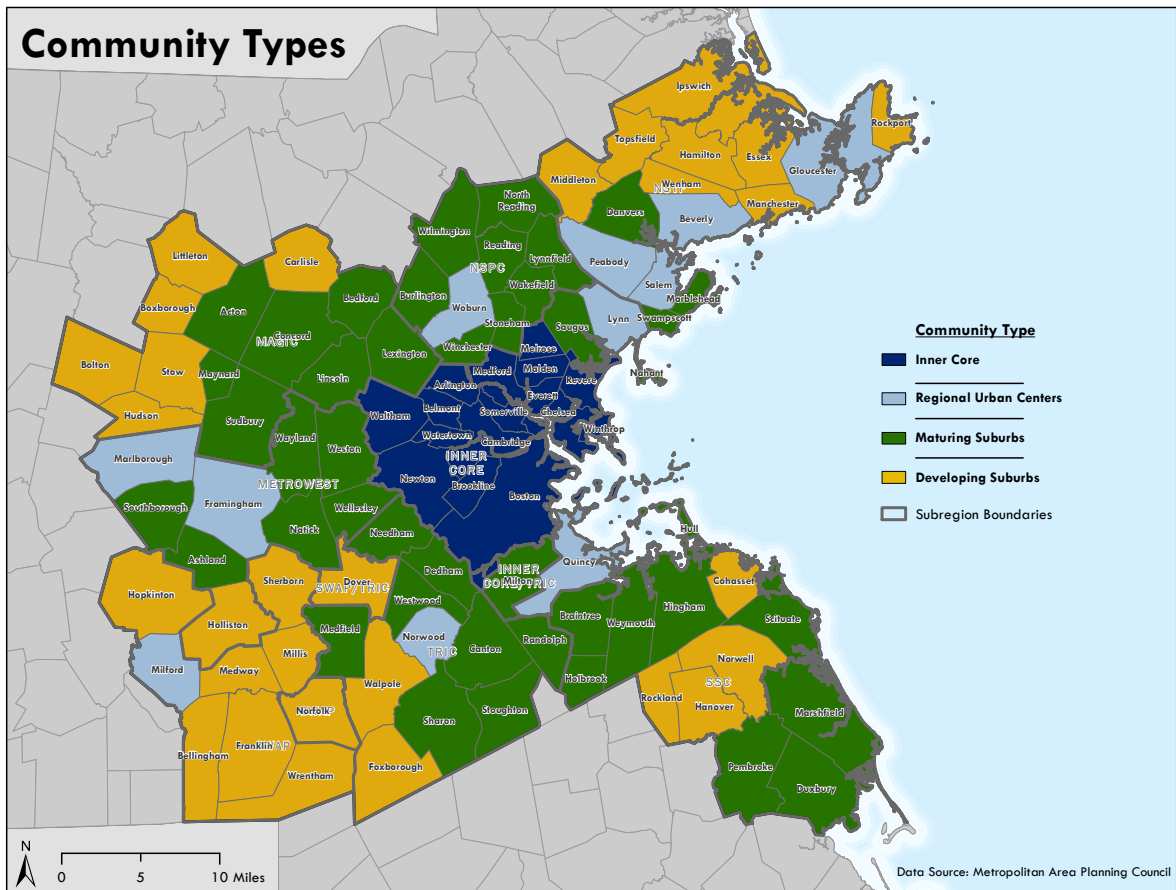 Community Types
Ipswich
Rockport
Topsfield
Hamilton
Essex
Gloucester
Middleton
Wenham
NSTF
Manchester
Danvers
Beverly
North
Reading
Wilmington
Reading
Lynnfield
Peabody
Salem
Marblehead
NSPC
Wakefield
Littleton
Carlisle
Bedford
Burlington
Woburn
Stoneham
Saugus
Lynn
Swampscott
Boxborough
Acton
Concord
MAGIC
Lexington
Winchester
Melrose
Nahant
Bolton
Stow
Maynard
Lincoln
Arlington
Medford
Malden
Revere
Everett
Hudson
Sudbury
Waltham
Belmont
Somerville
Chelsea
Winthrop
Wayland
Weston
Watertown
Cambridge
INNER
CORE
Marlborough
Framingham
METROWEST
Newton
Brookline
Boston
Southborough
Wellesley
Natick
Needham
Hull
Ashland
Quincy
Hopkinton
Sherborn
Dover
SWAP/TRIC
Dedham
INNER
CORE/TRIC
Milton
Cohasset
Westwood
Holliston
Medfield
Norwood
TRIC
Canton
Randolph
Braintree
Weymouth
Hingham
Scituate
Milford
Medway
Millis
Walpole
Holbrook
Norwell
SSC
Rockland
Hanover
Norfolk
Sharon
Stoughton
Marshfield
Bellingham
Franklin
Wrentham
Foxborough
Pembroke
Duxbury
Community Type
Inner Core
Regional Urban Centers
Maturing Suburbs
Developing Suburbs
Subregion Boundaries
N
0 5 10 Miles
Data Source: Metropolitan Area Planning Council